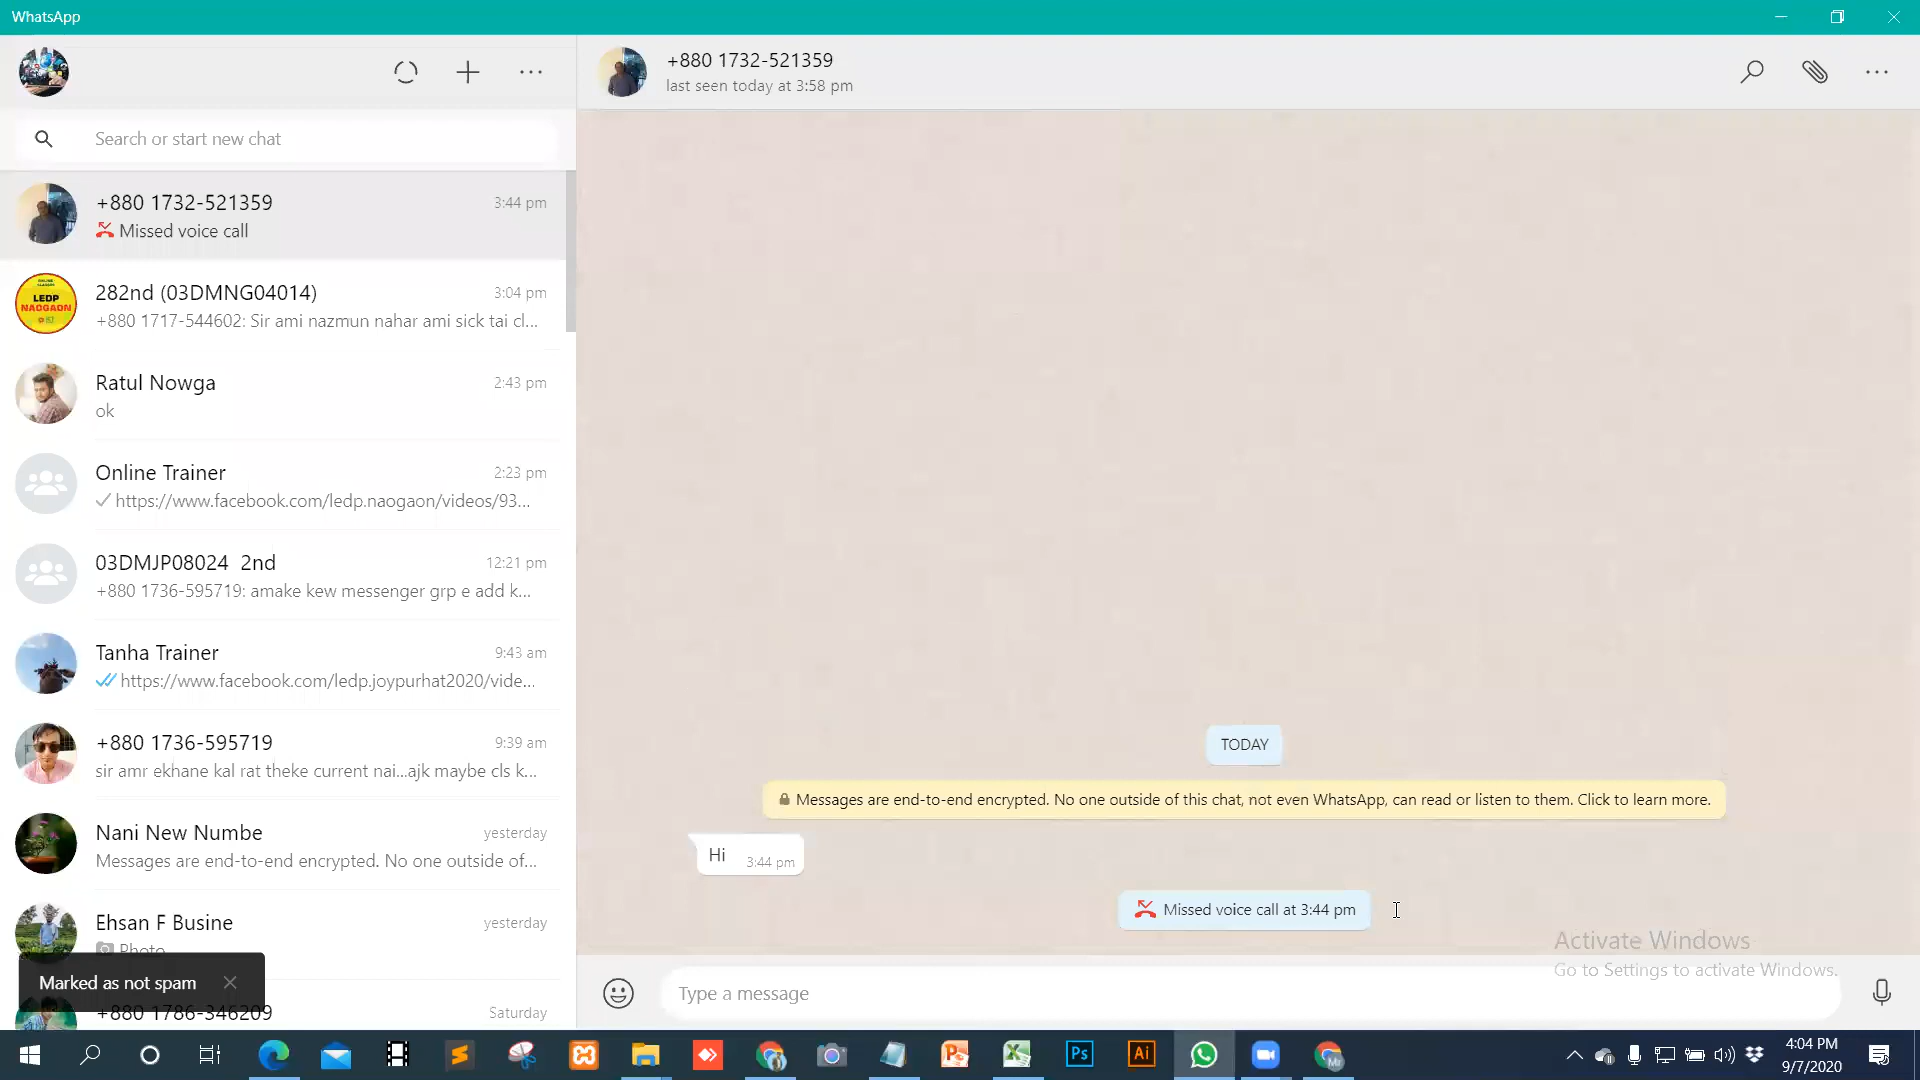 WhatsApp
Search or start new chat
+880 1732-521359 3:44 pm
Missed voice call
282nd (03DMNG04014) 3:04 pm
+880 1717-544602: Sir ami nazmun nahar ami sick tai cl...
LEDP
NAOGAON
Ratul Nowga 2:43 pm
ok
Online Trainer 2:23 pm
https://www.facebook.com/ledp.naogaon/videos/93...
03DMJP08024 2nd 12:21 pm
+880 1736-595719: amake kew messenger grp e add k...
Tanha Trainer 9:43 am
https://www.facebook.com/ledp.joypurhat2020/vide...
+880 1736-595719 9:39 am
sir amr ekhane kal rat theke current nai...ajk maybe cls k...
Nani New Numbe yesterday
Messages are end-to-end encrypted. No one outside of...
Ehsan F Busine yesterday
Photo
Marked as not spam
+880 1786-346209 Saturday
+880 1732-521359
last seen today at 3:58 pm
TODAY
Messages are end-to-end encrypted. No one outside of this chat, not even WhatsApp, can read or listen to them. Click to learn more.
Hi 3:44 pm
Missed voice call at 3:44 pm
Activate Windows
Go to Settings to activate Windows.
Type a message
Ps
Ai
4:04 PM
9/7/2020